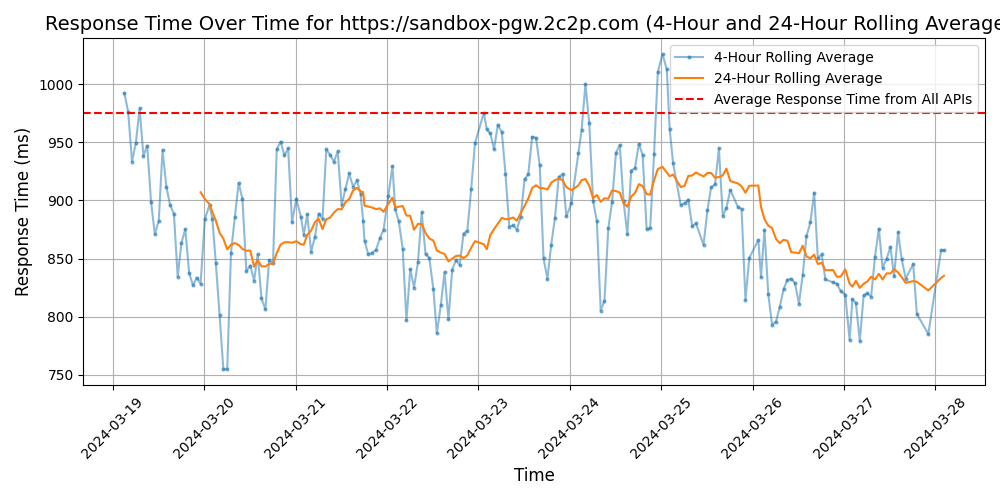 Response Time Over Time for https://sandbox-pgw.2c2p.com (4-Hour and 24-Hour Rolling Average
4-Hour Rolling Average
24-Hour Rolling Average
Average Response Time from All APIs
Response Time (ms)
1000
950
900
850
800
750
2024-03-19
2024-03-20
2024-03-21
2024-03-22
2024-03-23
2024-03-24
2024-03-25
2024-03-26
2024-03-27
2024-03-28
Time